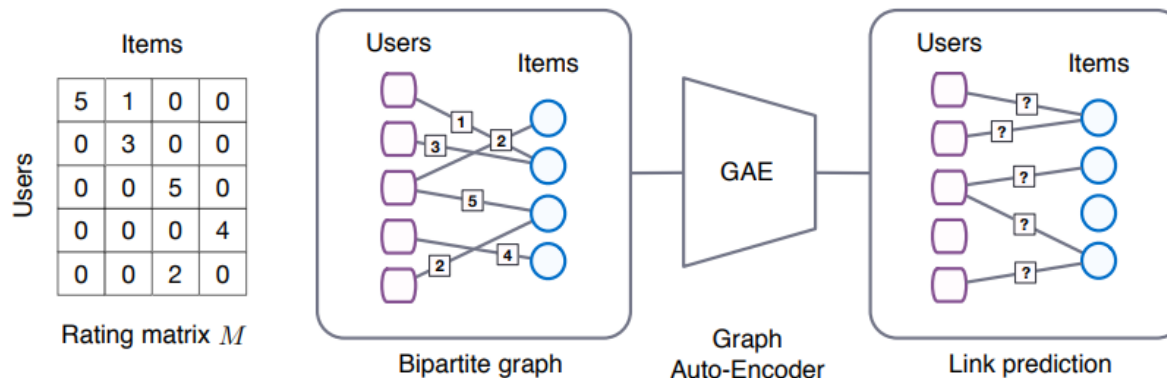 Items
Users
5 1 0 0
0 3 0 0
0 0 5 0
0 0 0 4
0 0 2 0
Rating matrix M
Users
Items
1
2
3
5
4
2
Bipartite graph
GAE
Graph
Auto-Encoder
Users
Items
?
?
?
?
?
Link prediction